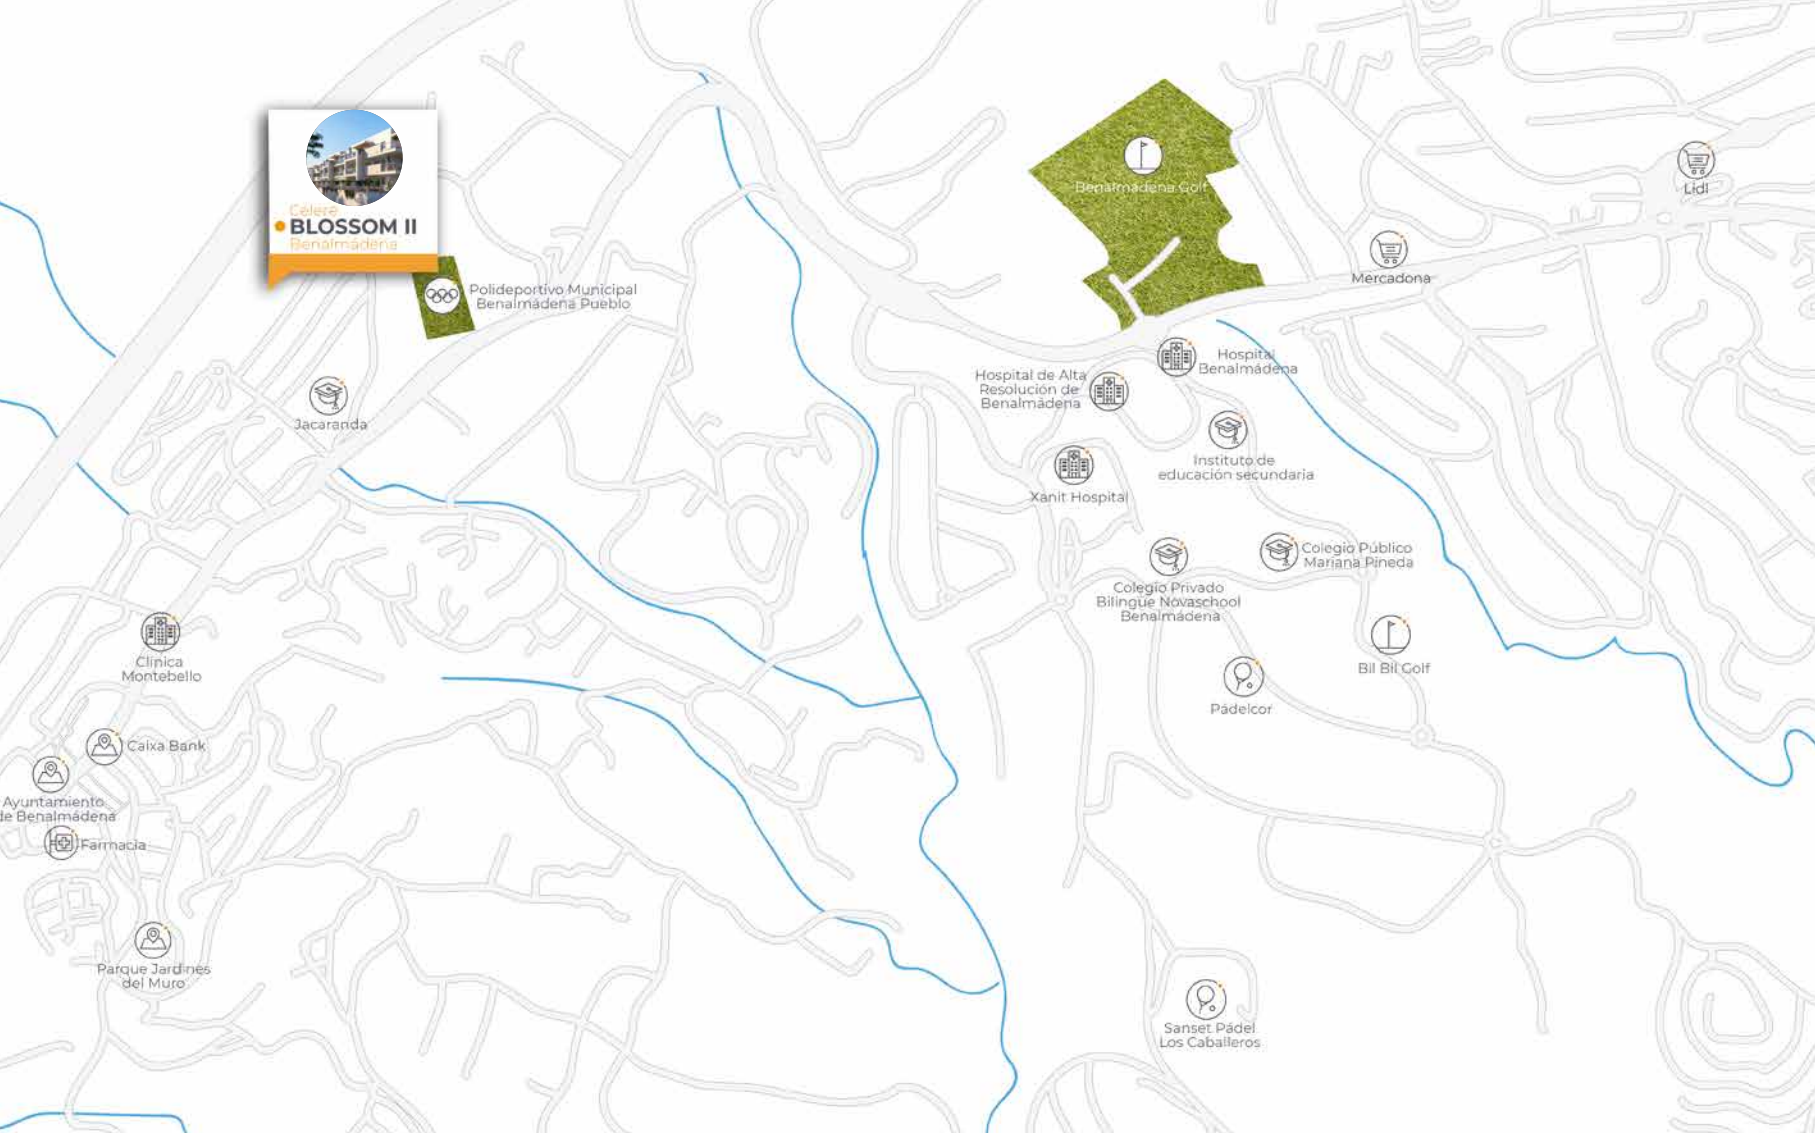 Célere
BLOSSOM II
Benalmádena
Polideportivo Municipal
Benalmádena Pueblo
Jacaranda
Benalmádena Golf
Lidl
Mercadona
Hospital
Benalmádena
Hospital de Alta
Resolución de
Benalmádena
Instituto de
educación secundaria
Xanit Hospital
Colegio Público
Mariana Pineda
Colegio Privado
Bilingüe Novaschool
Benalmádena
Bil Bil Golf
Pádelcor
Clínica
Montebello
Caixa Bank
Ayuntamiento
de Benalmádena
Farmacia
Parque Jardines
del Muro
Sanset Pádel
Los Caballeros